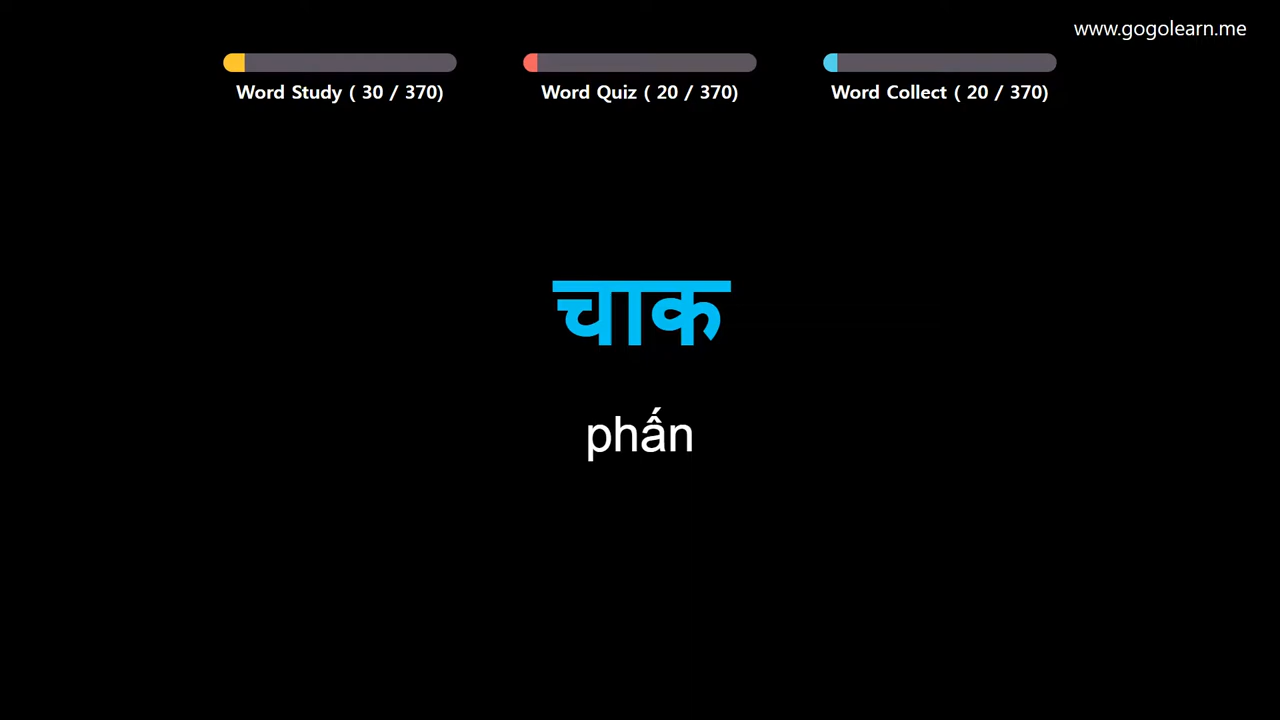 www.gogolearn.me
Word Study ( 30 / 370)
Word Quiz ( 20 / 370)
Word Collect ( 20 / 370)
चाक
phấn